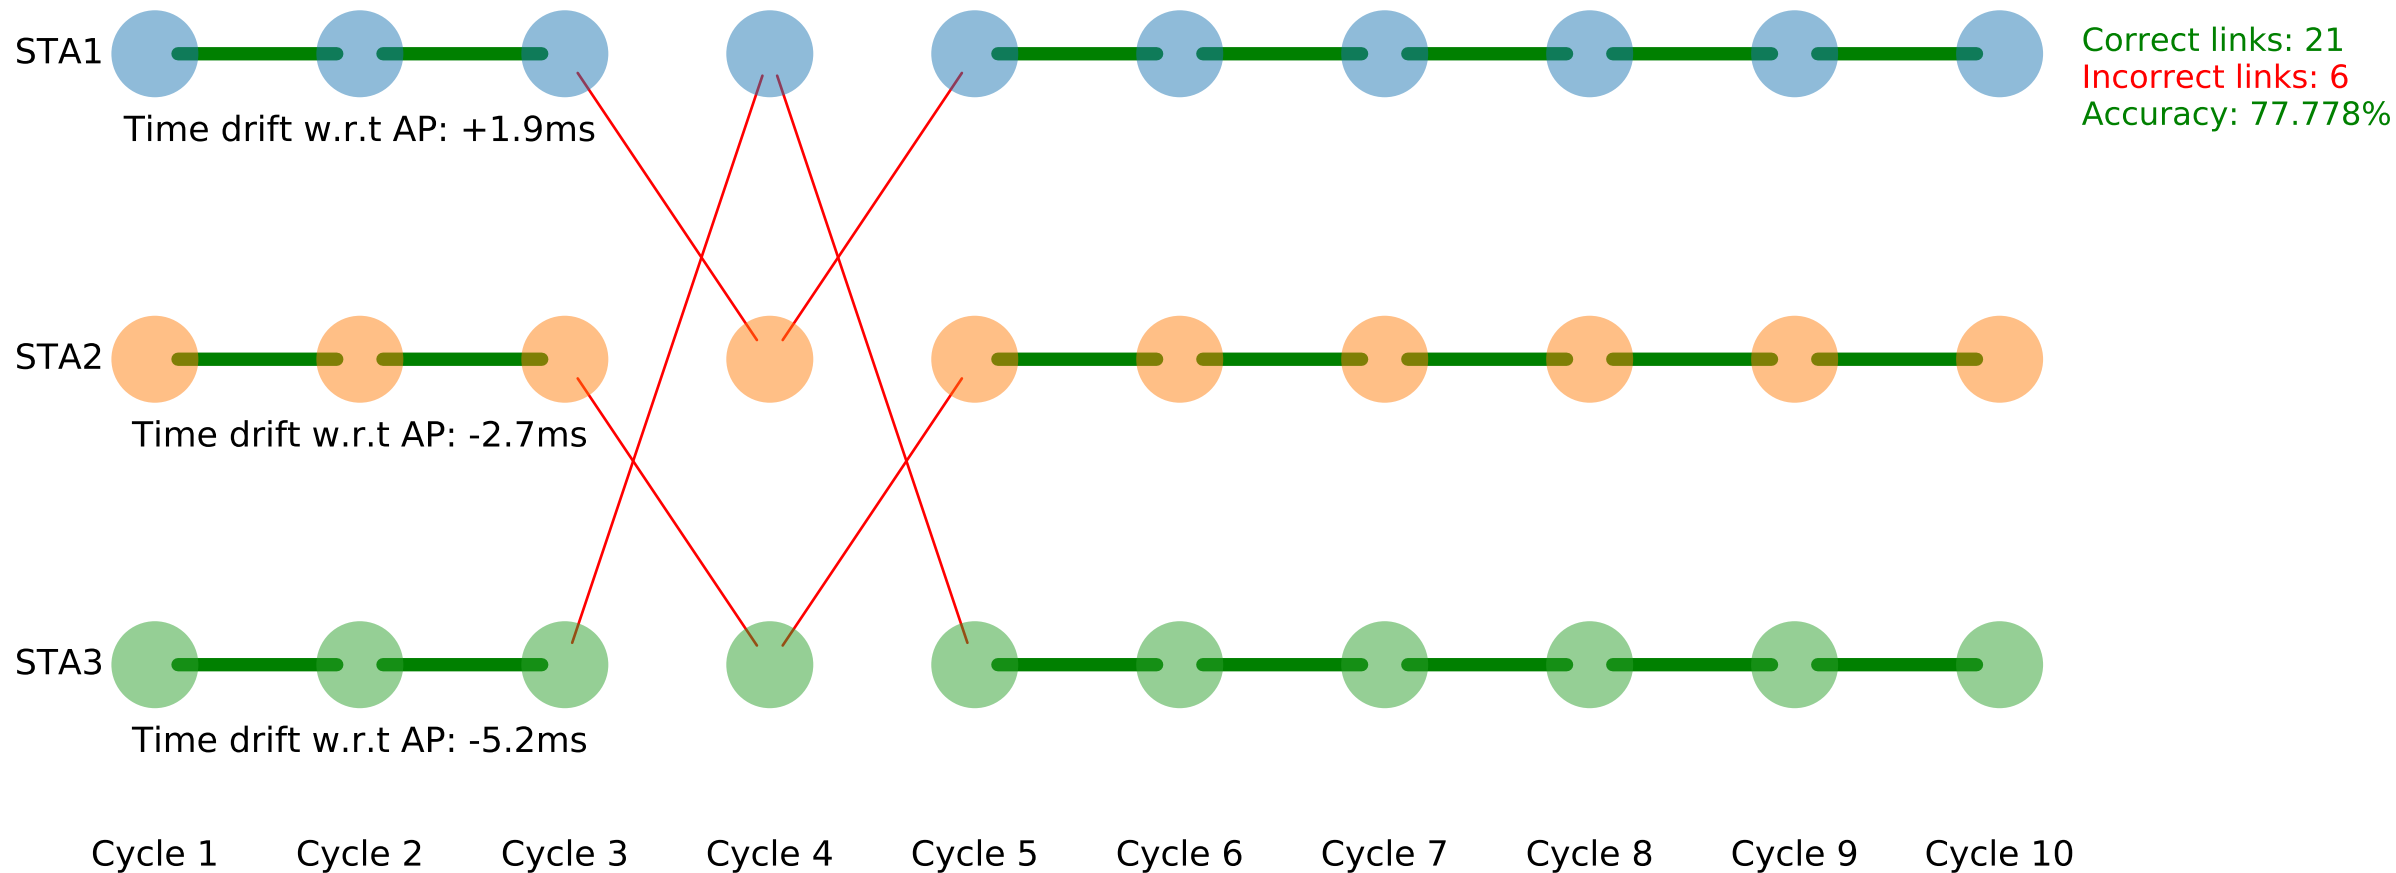 STA1
Correct links: 21
Incorrect links: 6
Accuracy: 77.778%
Time drift w.r.t AP: +1.9ms
STA2
Time drift w.r.t AP: -2.7ms
STA3
Time drift w.r.t AP: -5.2ms
Cycle 1 Cycle 2 Cycle 3 Cycle 4 Cycle 5 Cycle 6 Cycle 7 Cycle 8 Cycle 9 Cycle 10